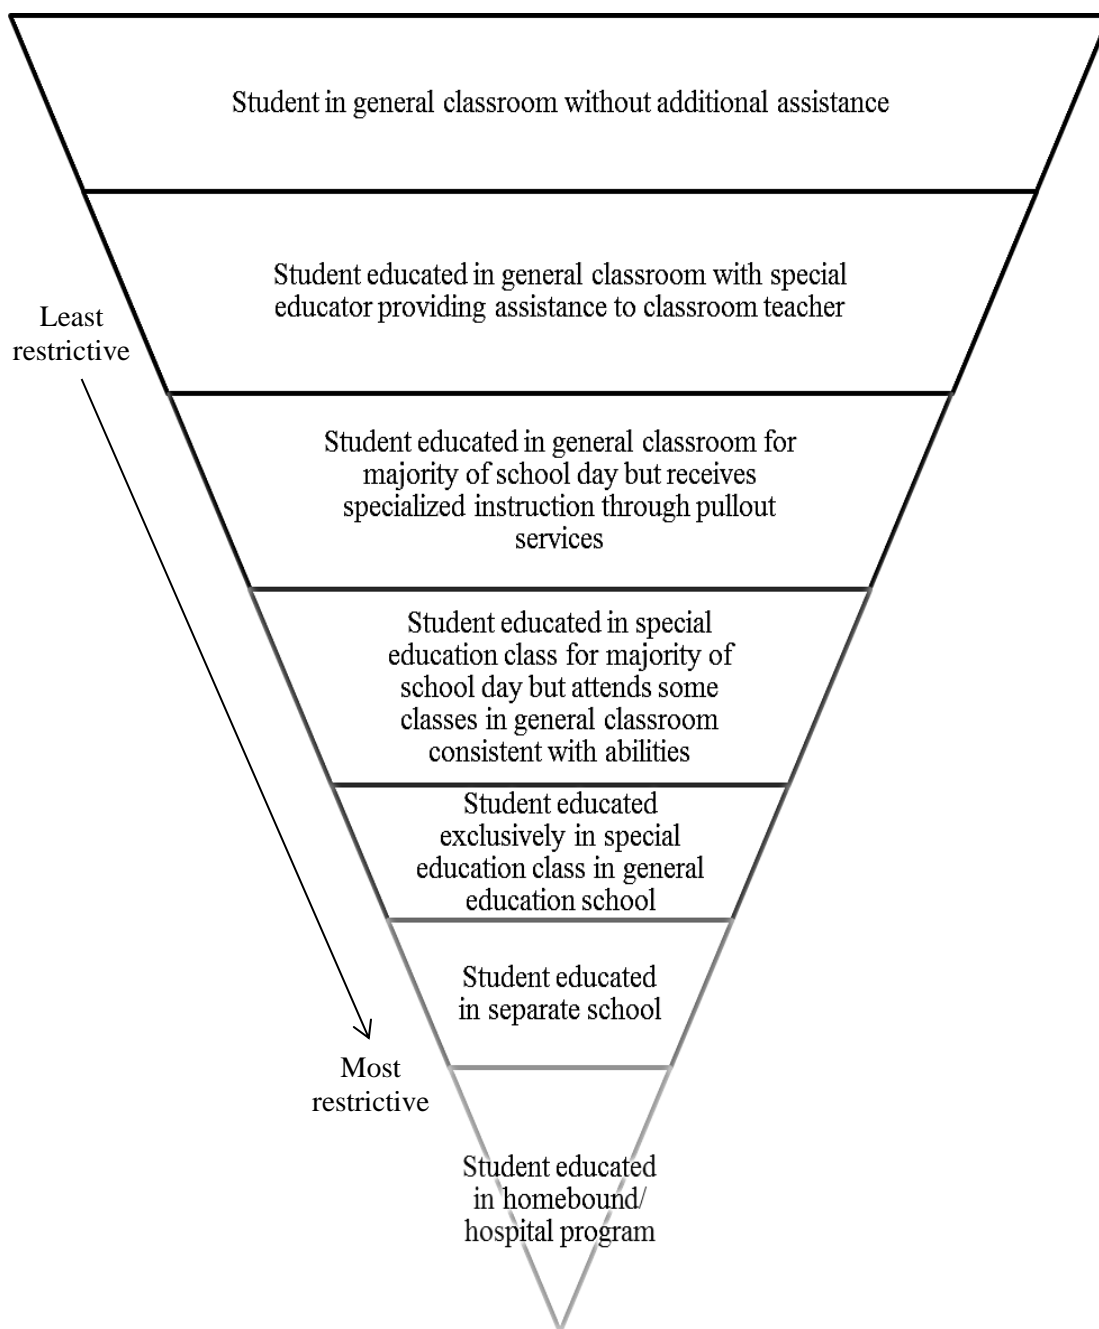 Student in general classroom without additional assistance
Student educated in general classroom with special
educator providing assistance to classroom teacher
Least
restrictive
Student educated in general classroom for
majority of school day but receives
specialized instruction through pullout
services
Student educated in special
education class for majority of
school day but attends some
classes in general classroom
consistent with abilities
Student educated
exclusively in special
education class in general
education school
Student educated
in separate school
Most
restrictive
Student educated
in homebound/
hospital program